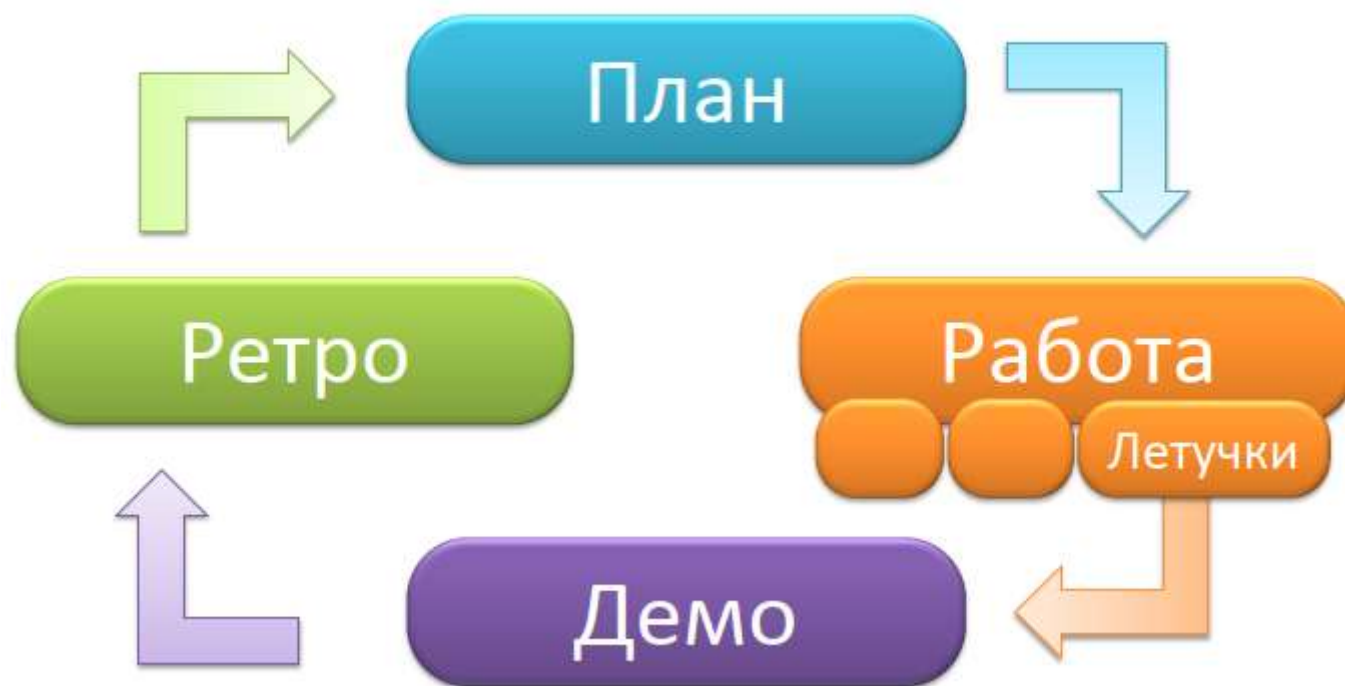 План
Ретро
Работа
Летучки
Демо